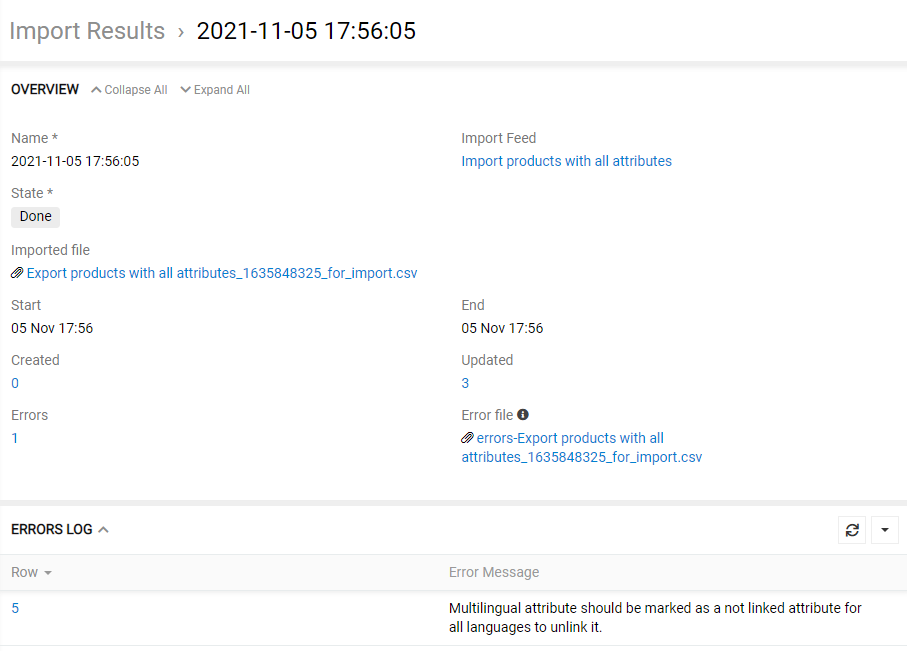 Import Results › 2021-11-05 17:56:05
OVERVIEW Collapse All Expand All
Name *
2021-11-05 17:56:05
Import Feed
Import products with all attributes
State *
Done
Imported file
Export products with all attributes_1635848325_for_import.csv
Start
05 Nov 17:56
End
05 Nov 17:56
Created
0
Updated
3
Errors
1
Error file
errors-Export products with all
attributes_1635848325_for_import.csv
ERRORS LOG
Row Error Message
5 Multilingual attribute should be marked as a not linked attribute for
all languages to unlink it.